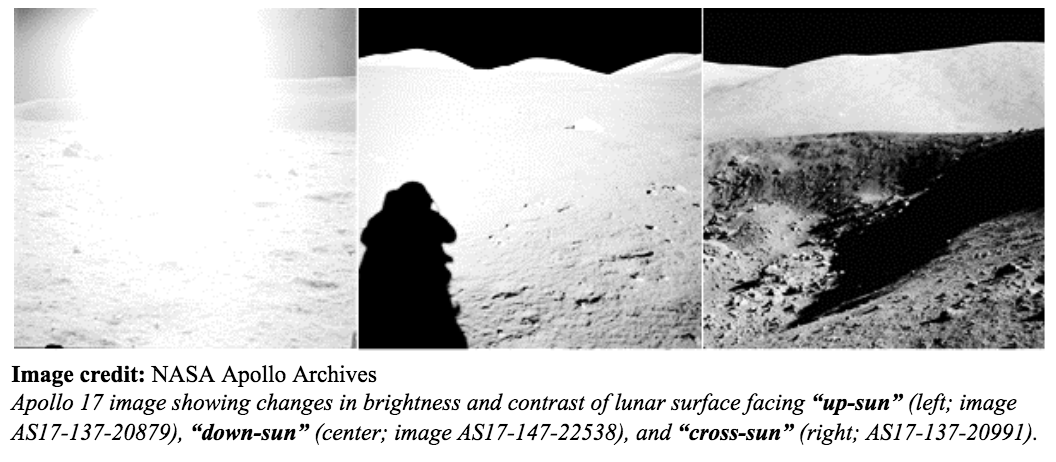 Image credit: NASA Apollo Archives
Apollo 17 image showing changes in brightness and contrast of lunar surface facing “up-sun” (left; image
AS17-137-20879), “down-sun” (center; image AS17-147-22538), and “cross-sun” (right; AS17-137-20991).